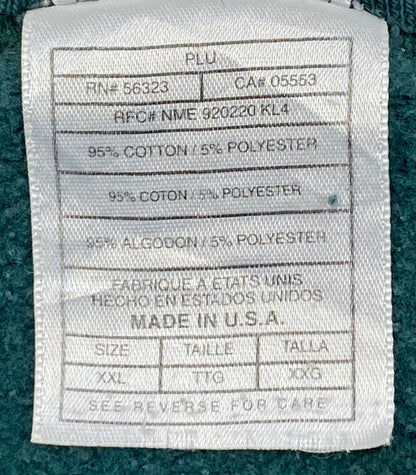 PLU
RN# 56323 CA# 05553
RFC# NME 920220 KL4
95% COTTON / 5% POLYESTER
95% COTON / 5% POLYESTER
95% ALGODON / 5% POLYESTER
FABRIQUE A ETATS UNIS
HECHO EN ESTADOS UNIDOS
MADE IN U.S.A.
SIZE TAILLE TALLA
XXL TTG XXG
SEE REVERSE FOR CARE